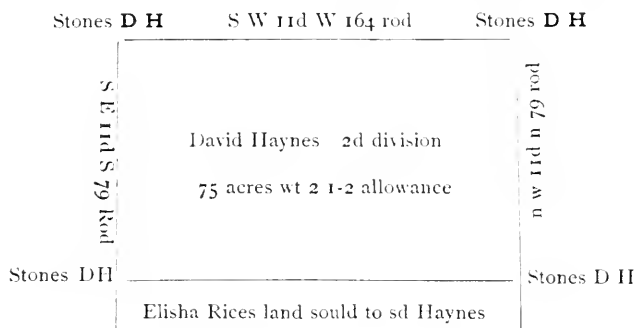 Stones D H S W 11d W 164 rod Stones D H
S E 11d S 79 Rod
n w 11d n 79 rod
David Haynes 2d division
75 acres wt 2 1-2 allowance
Stones D H
Stones D H
Elisha Rices land sould to sd Haynes